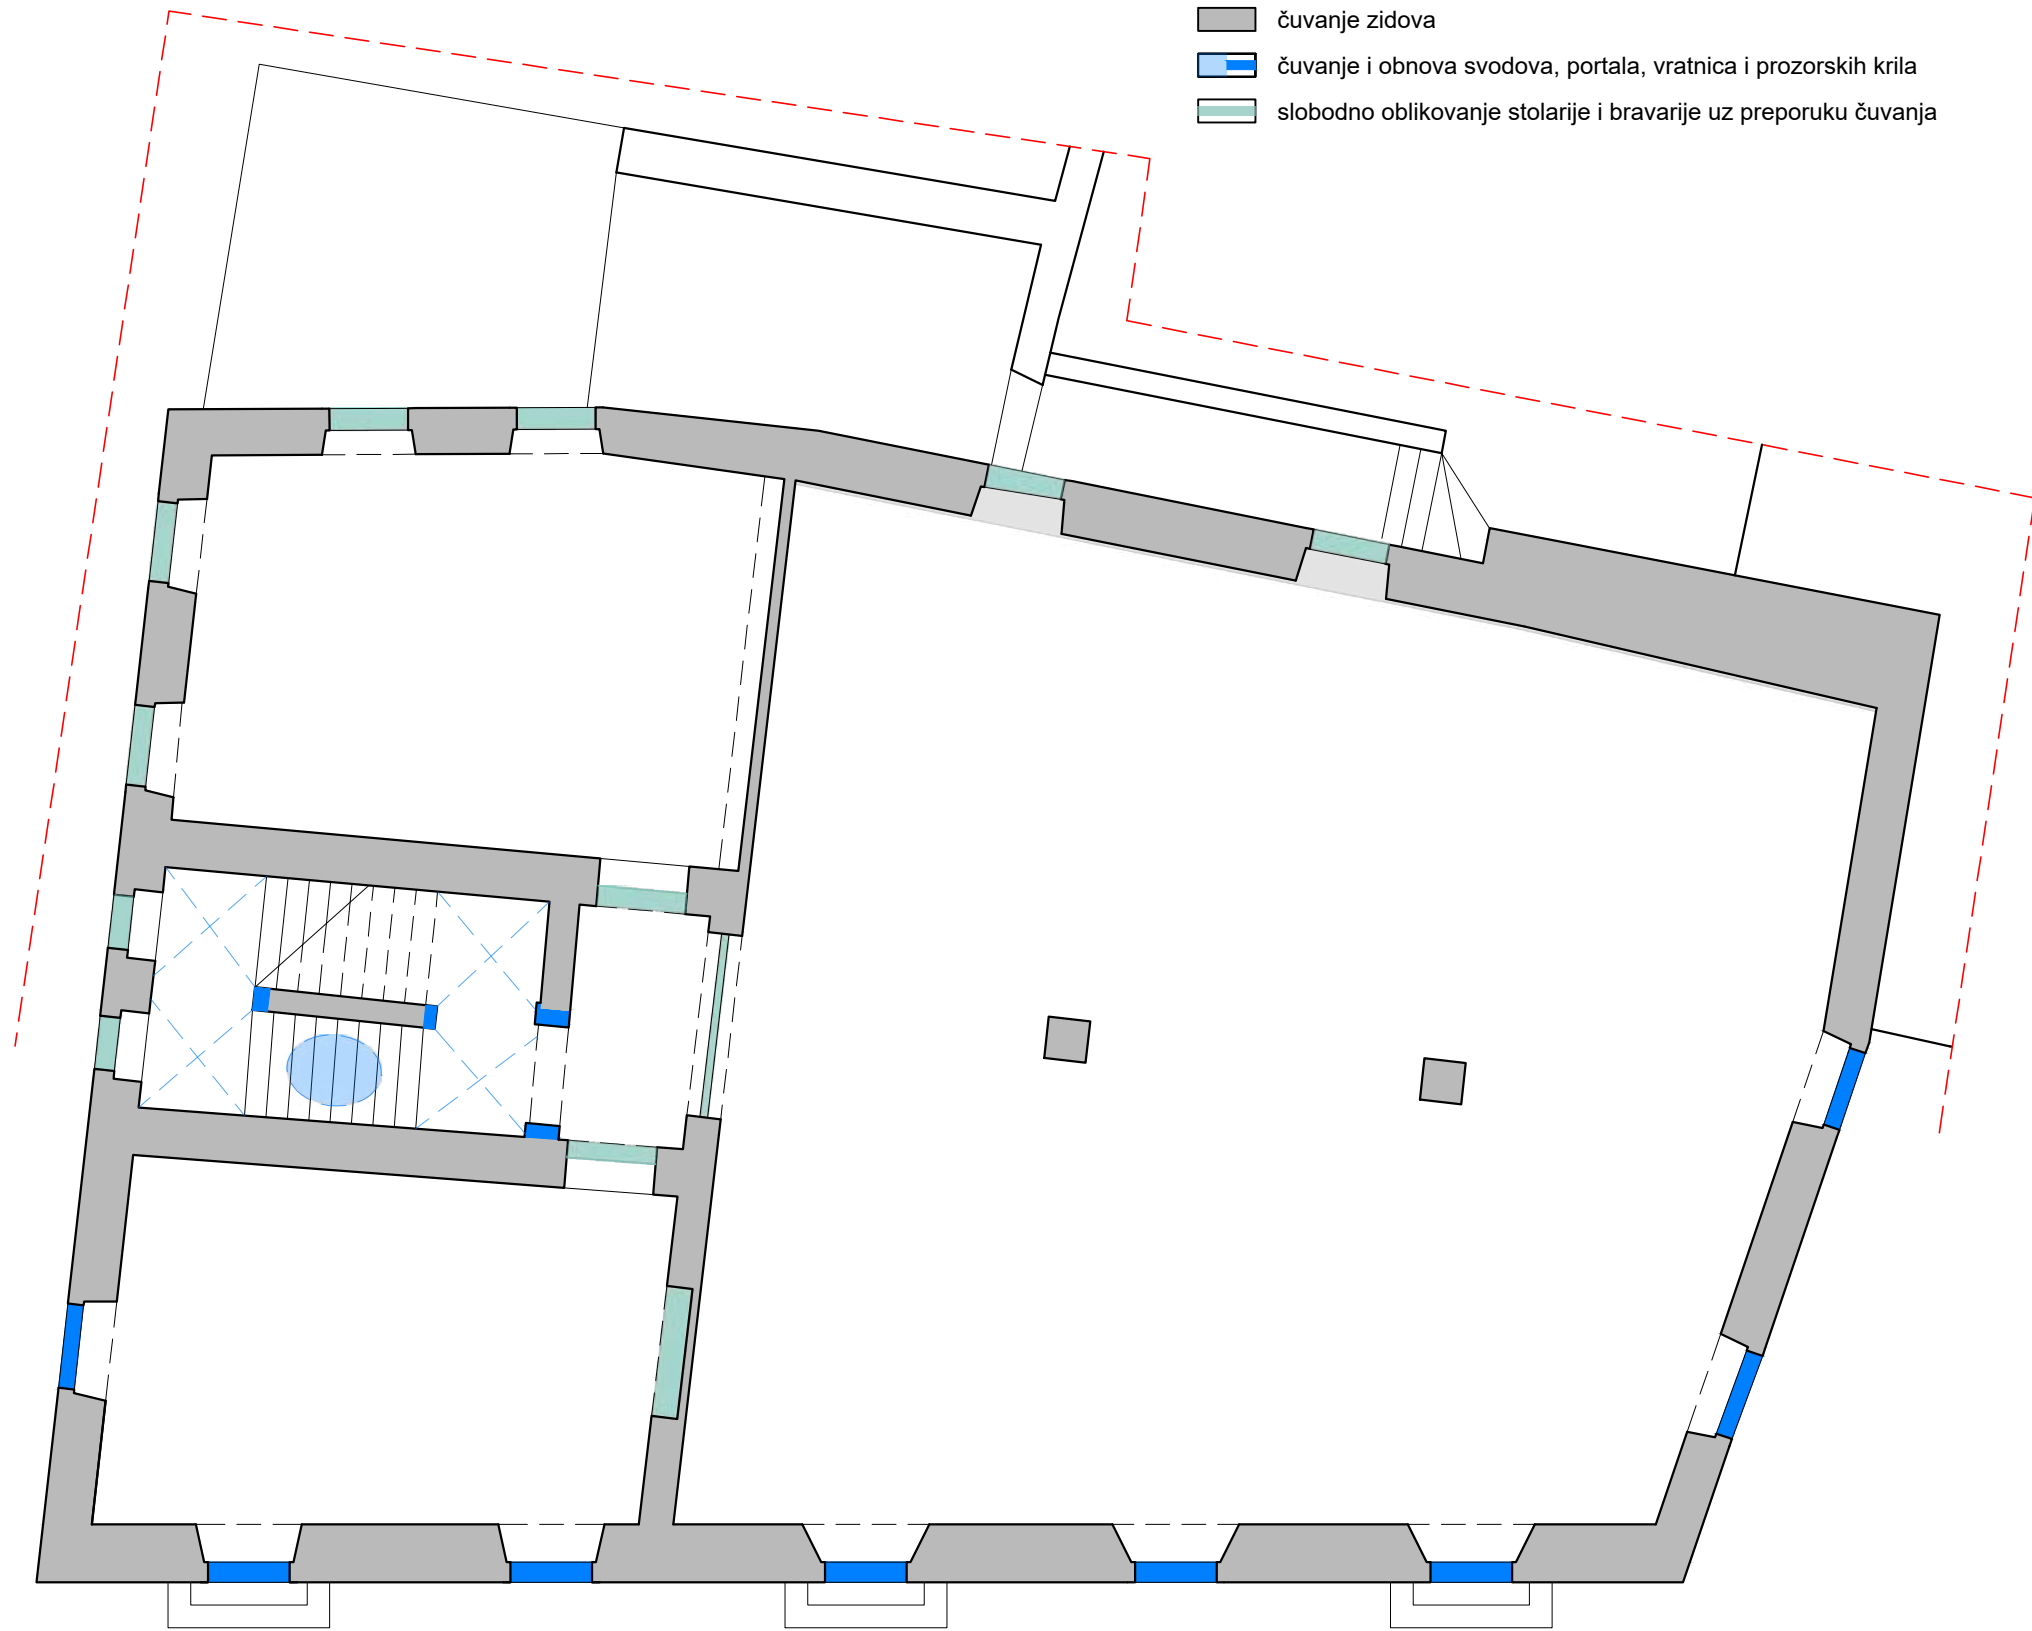 čuvanje zidova
čuvanje i obnova svodova, portala, vratnica i prozorskih krila
slobodno oblikovanje stolarije i bravarije uz preporuku čuvanja